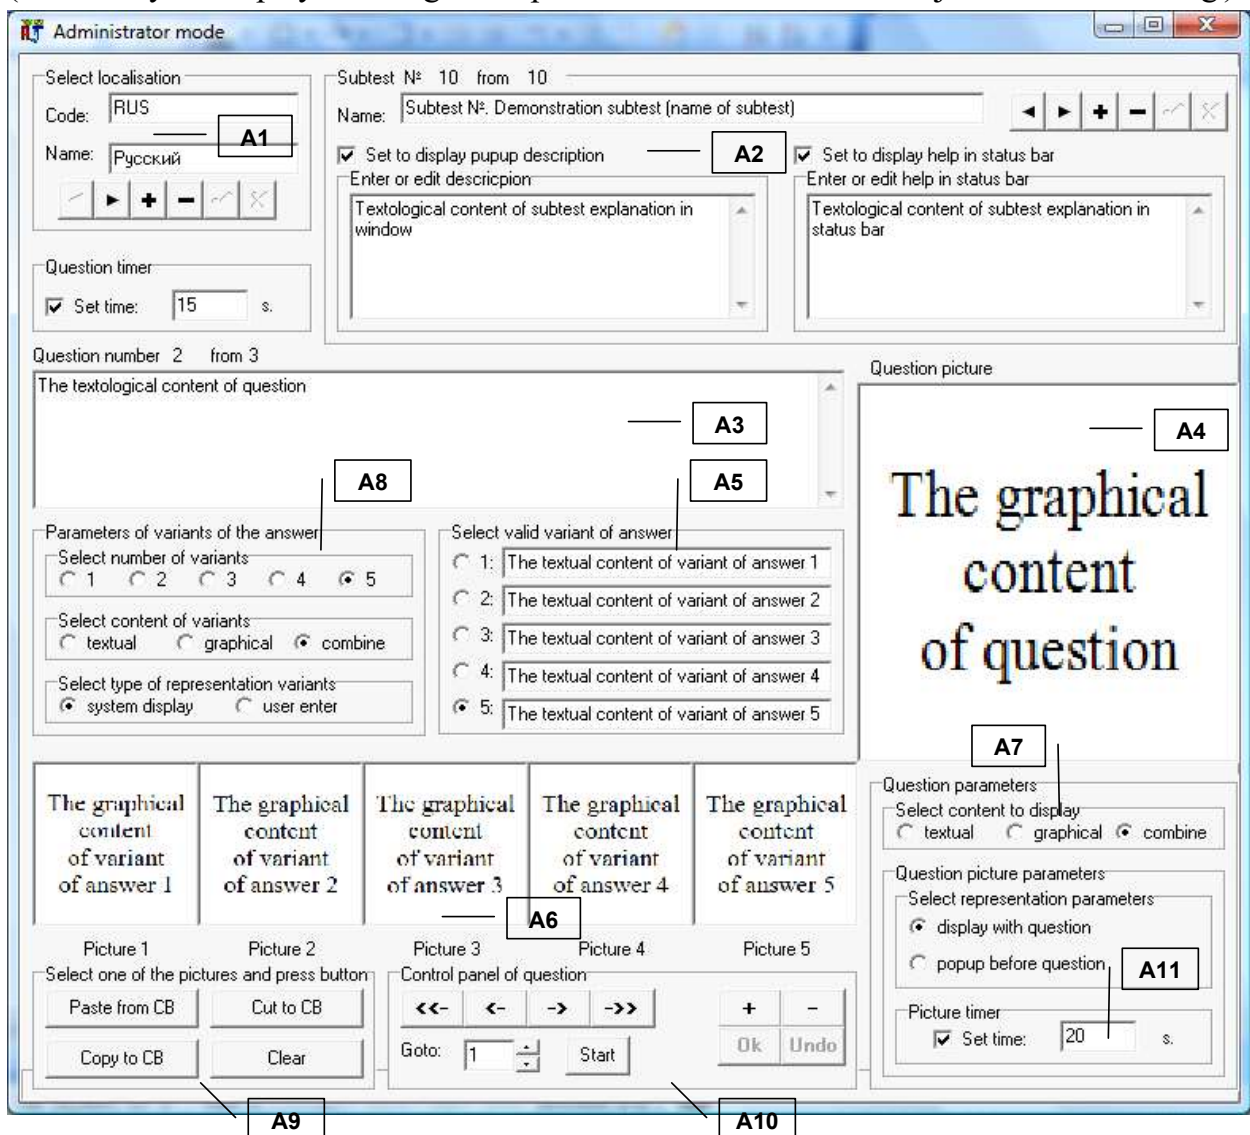 Administrator mode
Select localisation
Code: RUS
A1
Name: Русский
Question timer
Set time: 15 s.
Subtest № 10 from 10
Name: Subtest №. Demonstration subtest (name of subtest)
Set to display pupup description
A2
Set to display help in status bar
Enter or edit descricpion
Textological content of subtest explanation in
window
Enter or edit help in status bar
Textological content of subtest explanation in
status bar
Question number 2 from 3
The textological content of question
A3
Question picture
A4
The graphical
content
of question
A8
A5
Parameters of variants of the answer
Select number of variants
1 2 3 4 5
Select content of variants
textual graphical combine
Select type of representation variants
system display user enter
Select valid variant of answer
1: The textual content of variant of answer 1
2: The textual content of variant of answer 2
3: The textual content of variant of answer 3
4: The textual content of variant of answer 4
5: The textual content of variant of answer 5
A7
The graphical
content
of variant
of answer 1
The graphical
content
of variant
of answer 2
The graphical
content
of variant
of answer 3
The graphical
content
of variant
of answer 4
The graphical
content
of variant
of answer 5
A6
Picture 1 Picture 2 Picture 3 Picture 4 Picture 5
Question parameters
Select content to display
textual graphical combine
Question picture parameters
Select representation parameters
display with question
popup before question
A11
Picture timer
Set time: 20 s.
Select one of the pictures and press button
Paste from CB Cut to CB
Copy to CB Clear
A9
Control panel of question
<<- <- -> ->> + -
Goto: 1 Start Ok Undo
A10